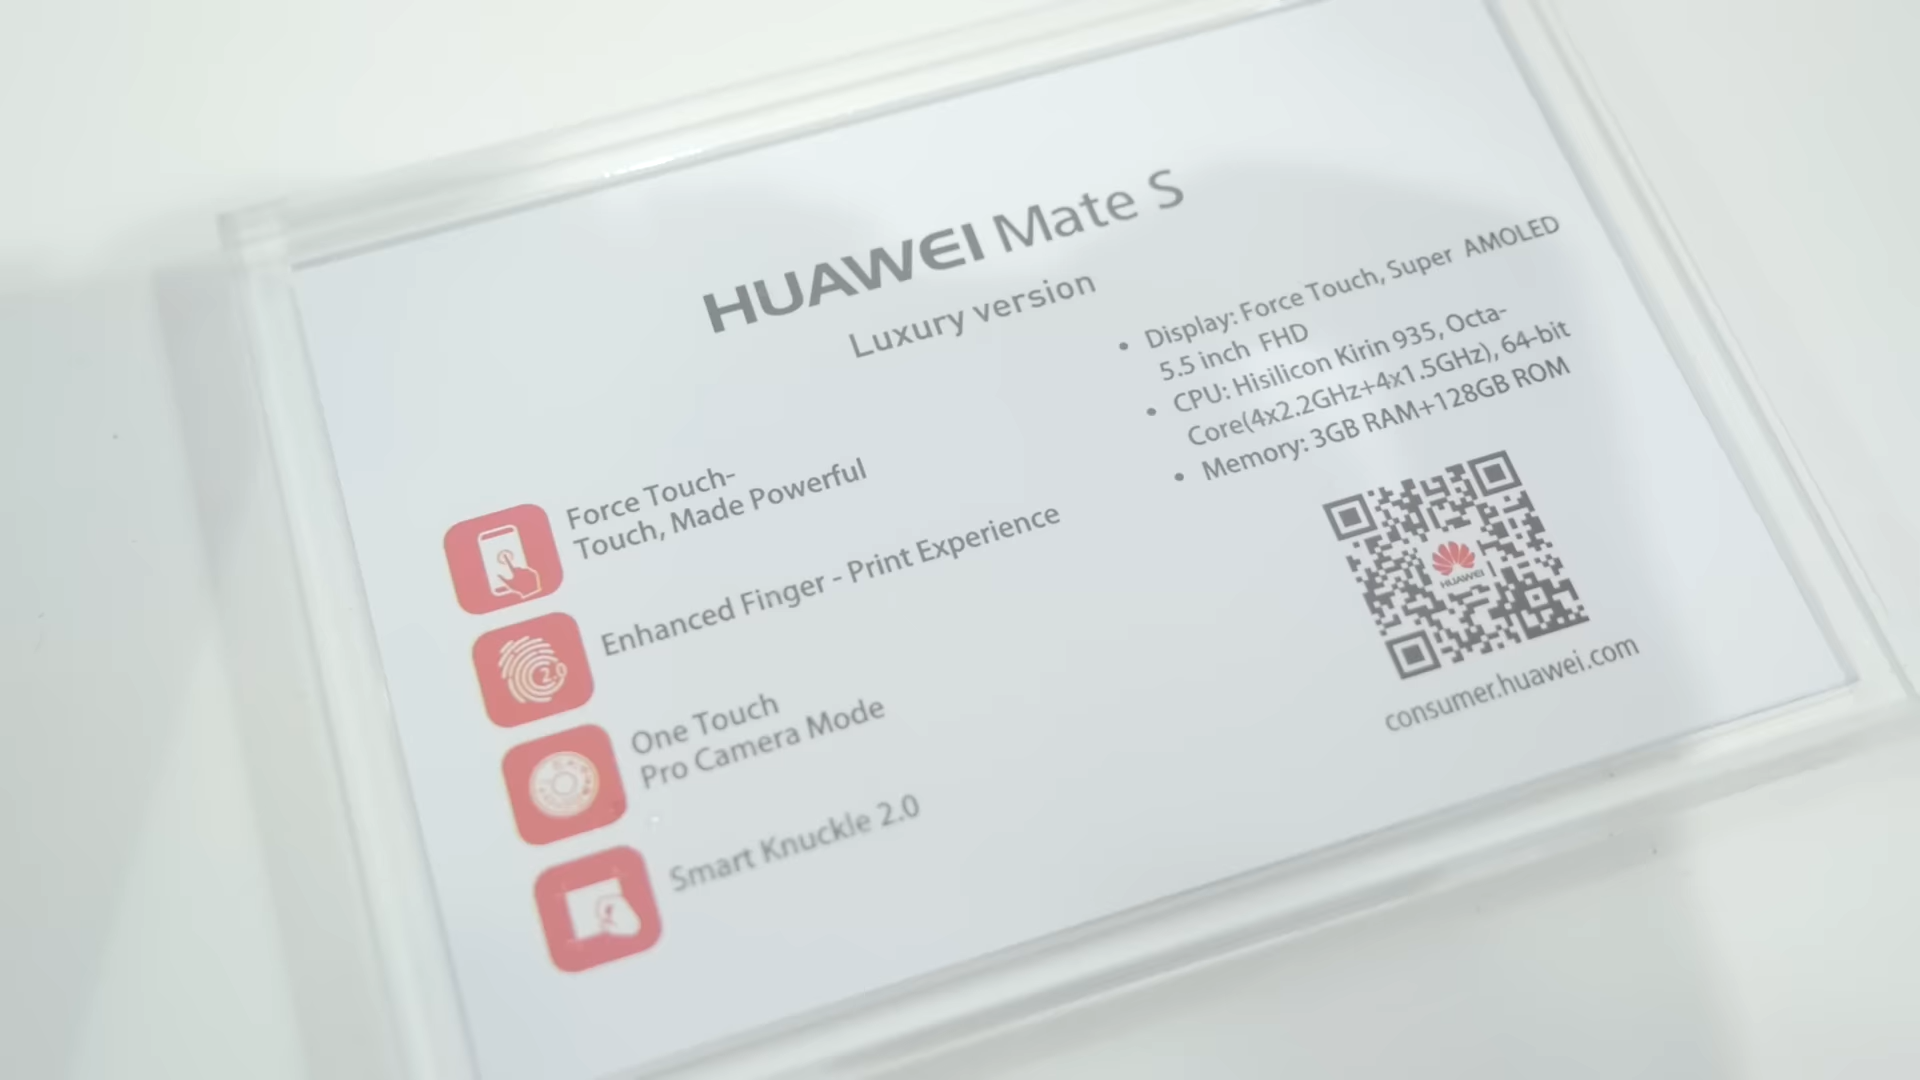 HUAWEI Mate S
Luxury version
Force Touch-
Touch, Made Powerful
2.0
Enhanced Finger - Print Experience
One Touch
Pro Camera Mode
Smart Knuckle 2.0
• Display: Force Touch, Super AMOLED
5.5 inch FHD
• CPU: Hisilicon Kirin 935, Octa-
Core(4x2.2GHz+4x1.5GHz), 64-bit
• Memory: 3GB RAM+128GB ROM
HUAWEI
consumer.huawei.com